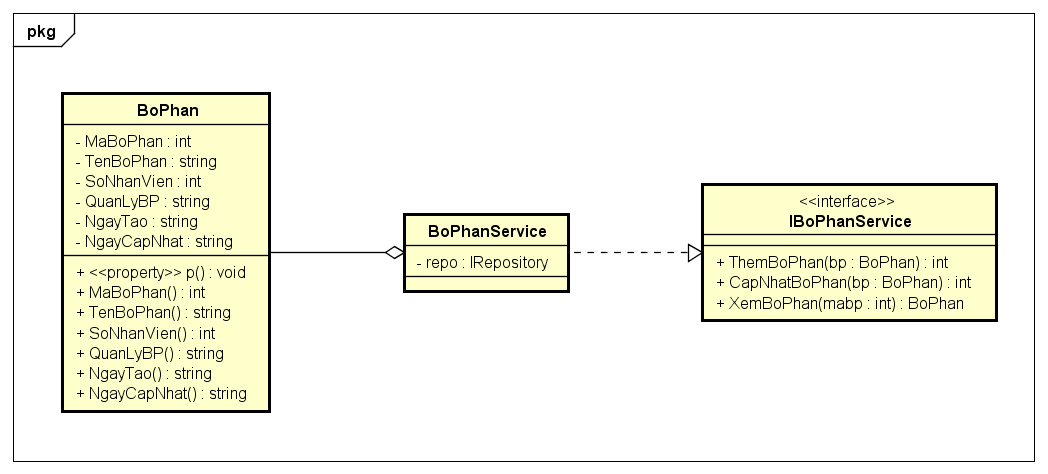 pkg
BoPhan
- MaBoPhan : int
- TenBoPhan : string
- SoNhanVien : int
- QuanLyBP : string
- NgayTao : string
- NgayCapNhat : string
+ <<property>> p() : void
+ MaBoPhan() : int
+ TenBoPhan() : string
+ SoNhanVien() : int
+ QuanLyBP() : string
+ NgayTao() : string
+ NgayCapNhat() : string
BoPhanService
- repo : IRepository
<<interface>>
IBoPhanService
+ ThemBoPhan(bp : BoPhan) : int
+ CapNhatBoPhan(bp : BoPhan) : int
+ XemBoPhan(mabp : int) : BoPhan